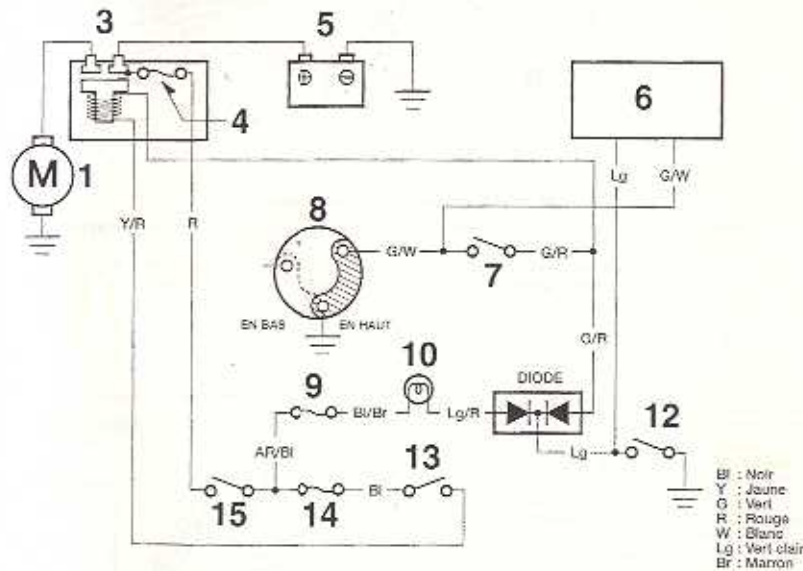 3
5
4
6
M
1
Lg
G/W
Y/R
R
8
G/W
7
G/R
EN BAS
EN HAUT
G/R
10
DIODE
9
12
Bl/Br
Lg/R
AR/Bl
Lg
13
Bl
15
14
Bl : Noir
Y : Jaune
G : Vert
R : Rouge
W : Blanc
Lg : Vert clair
Br : Marron